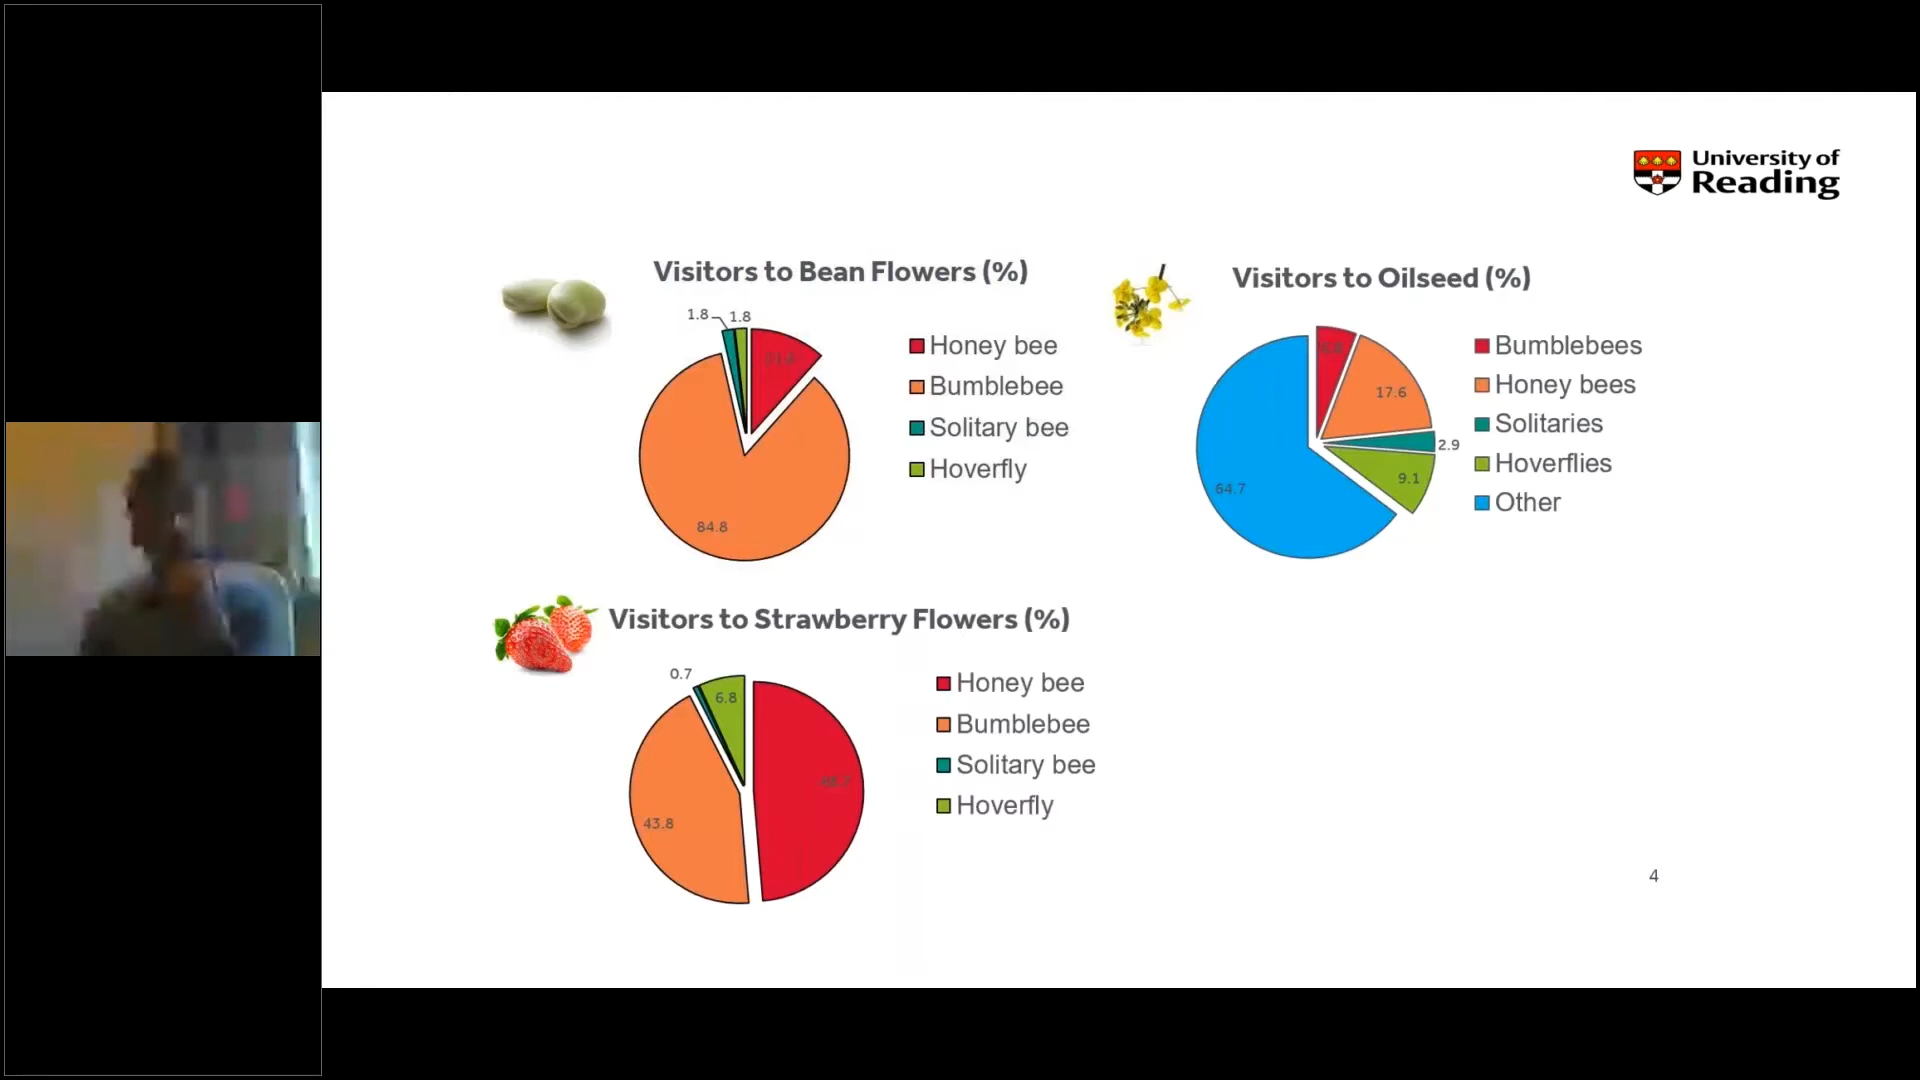 University of
Reading
Visitors to Bean Flowers (%)
1.8
1.8
84.8
Honey bee
Bumblebee
Solitary bee
Hoverfly
Visitors to Oilseed (%)
17.6
2.9
9.1
64.7
Bumblebees
Honey bees
Solitaries
Hoverflies
Other
Visitors to Strawberry Flowers (%)
0.7
6.8
43.8
Honey bee
Bumblebee
Solitary bee
Hoverfly
4